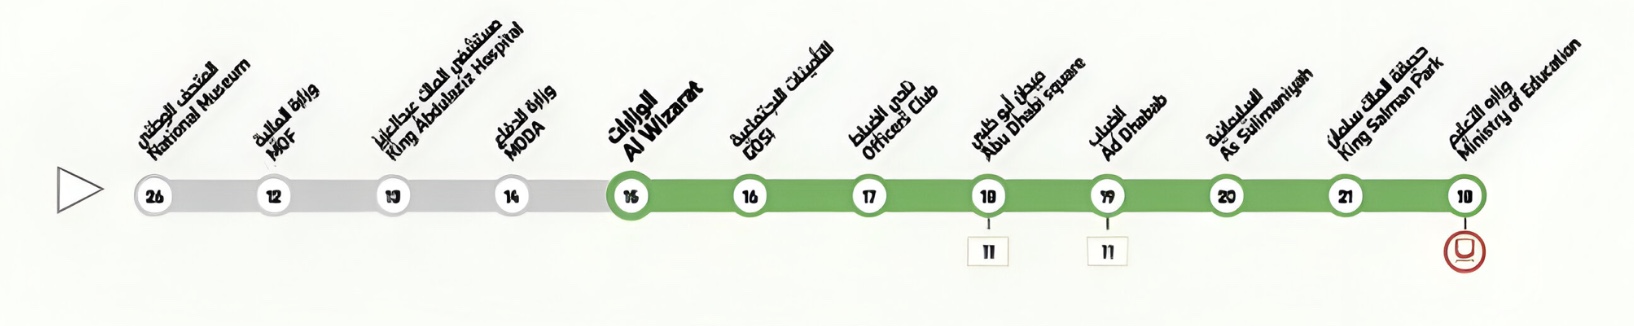 المتحف الوطني
National Museum
وزارة المالية
MOF
مستشفى الملك عبدالعزيز
King Abdulaziz Hospital
وزارة الدفاع
MODA
الوزارات
Al Wizarat
التأمينات الاجتماعية
GOSI
نادي الضباط
Officers Club
ميدان أبو ظبي
Abu Dhabi Square
الضباب
Ad Dhabab
السليمانية
As Sulimaniyah
حديقة الملك سلمان
King Salman Park
وزارة التعليم
Ministry of Education
26
12
13
14
15
16
17
18
19
20
21
10
11
11